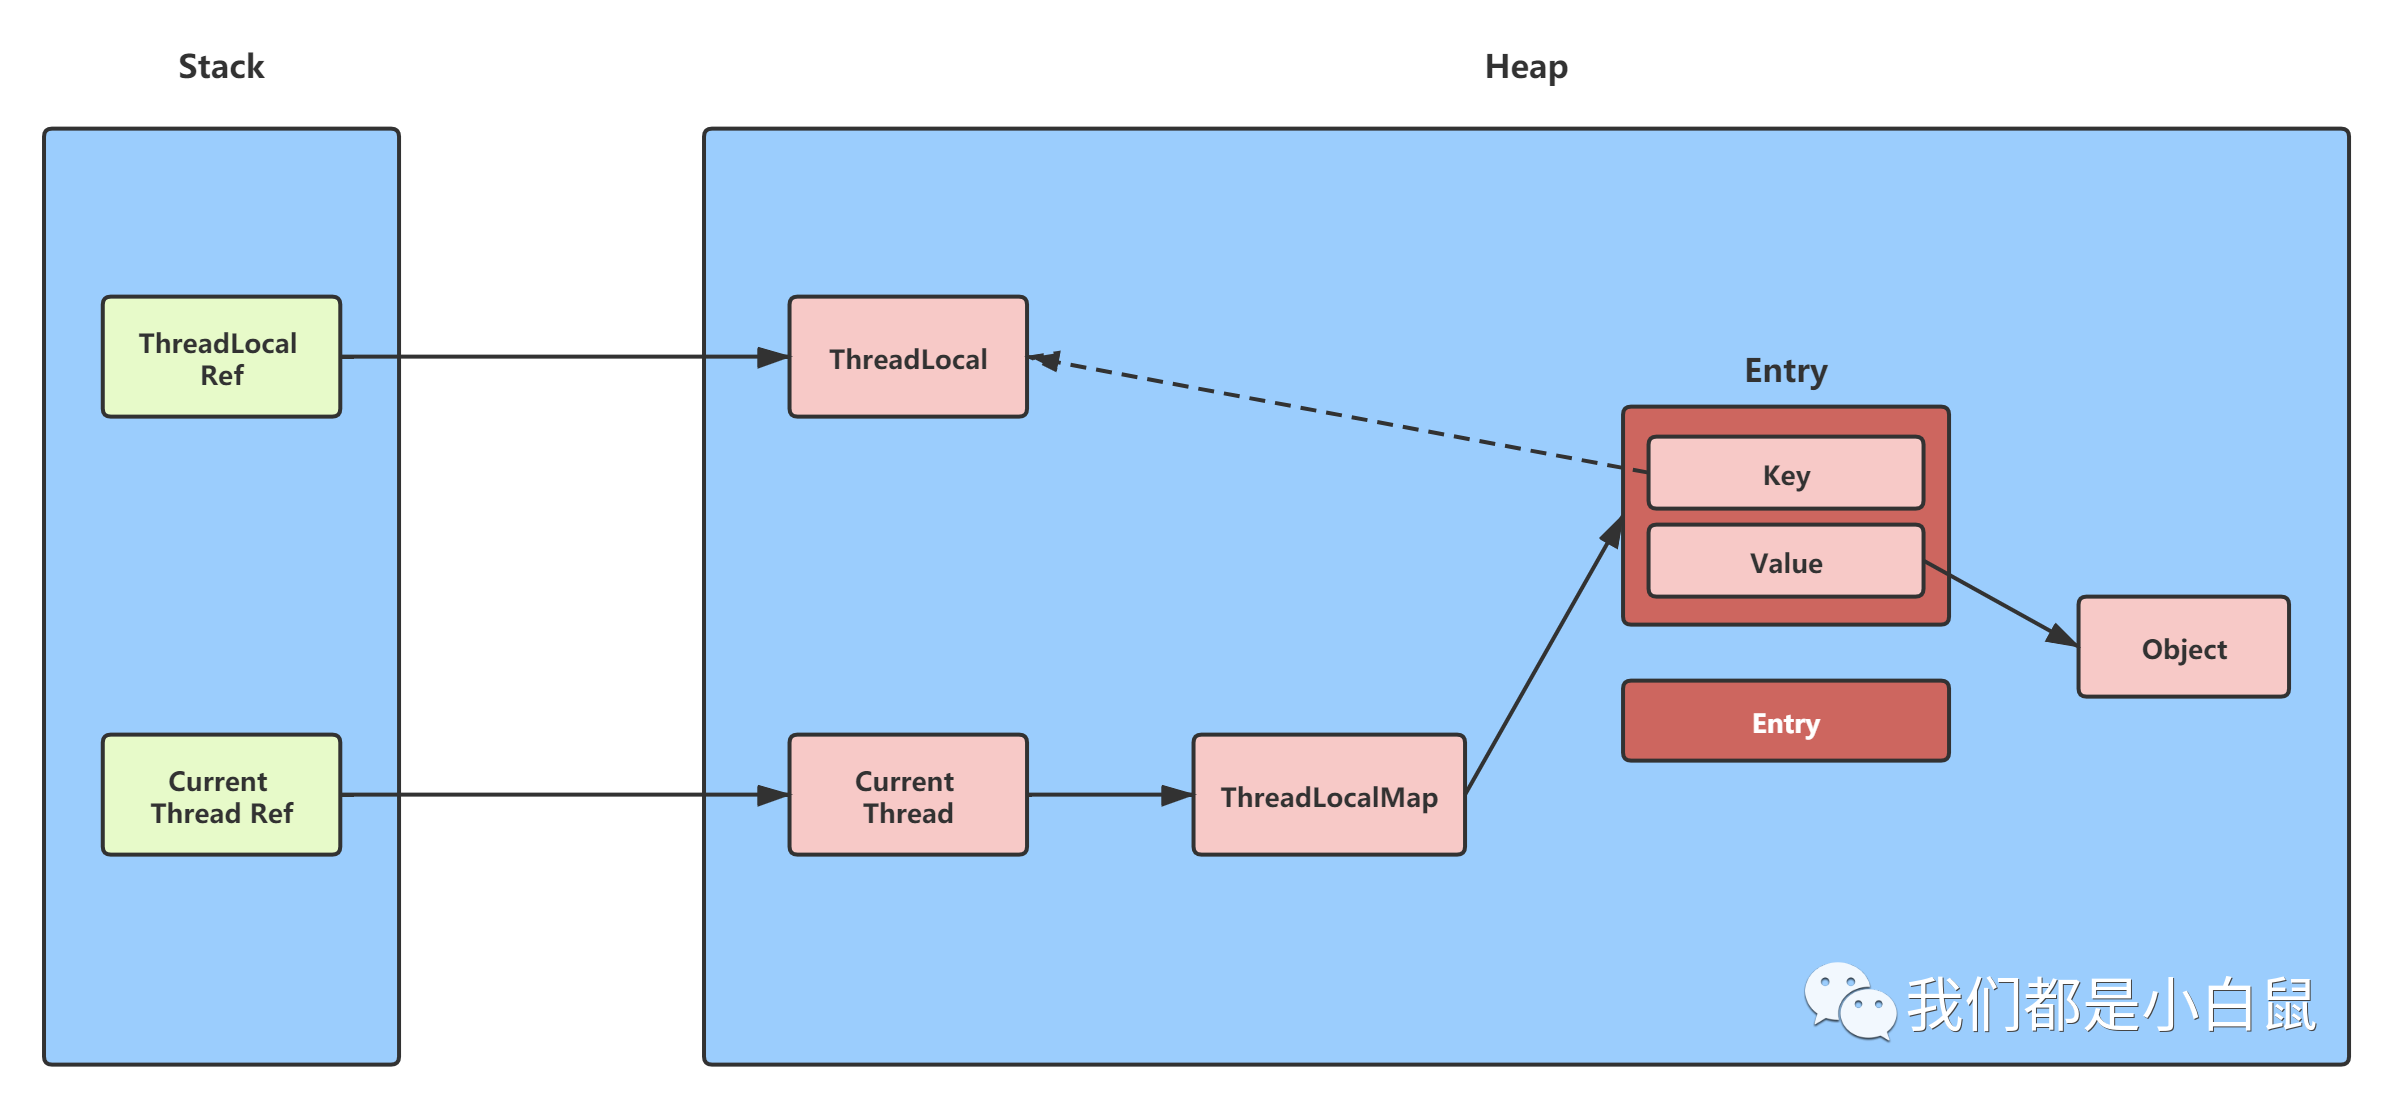 Stack
Heap
ThreadLocal
Ref
ThreadLocal
Entry
Key
Value
Object
Entry
Current
Thread Ref
Current
Thread
ThreadLocalMap
我们都是小白鼠